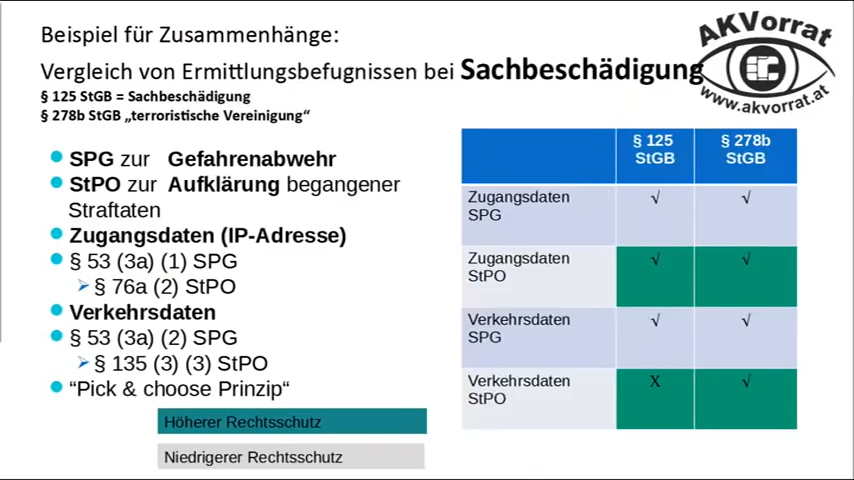 Beispiel für Zusammenhänge:
Vergleich von Ermittlungsbefugnissen bei Sachbeschädigung
§ 125 StGB = Sachbeschädigung
§ 278b StGB „terroristische Vereinigung“
AKVorrat
www.akvorrat.at
SPG zur Gefahrenabwehr
StPO zur Aufklärung begangener
Straftaten
Zugangsdaten (IP-Adresse)
§ 53 (3a) (1) SPG
§ 76a (2) StPO
Verkehrsdaten
§ 53 (3a) (2) SPG
§ 135 (3) (3) StPO
“Pick & choose Prinzip“
Höherer Rechtsschutz
Niedrigerer Rechtsschutz
§ 125 StGB § 278b StGB
Zugangsdaten SPG √ √
Zugangsdaten StPO √ √
Verkehrsdaten SPG √ √
Verkehrsdaten StPO X √